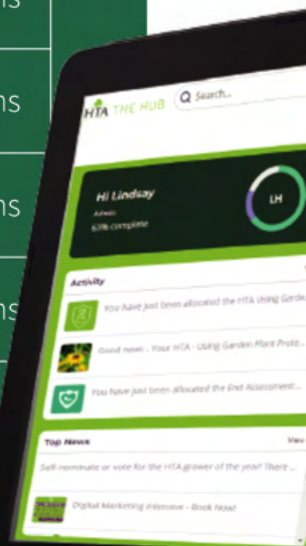 ns
ns
ns
ns
ns
HTA THE HUB
Search...
Hi Lindsay
63% complete
LH
Activity
You have just been allocated the HTA Using Garde...
Good news - Your HTA - Using Garden Plant Prote...
You have just been allocated the End Assessment...
Top News
View
Self-nominate or vote for the HTA grower of the year! There ...
Digital Marketing Intensive - Book Now!